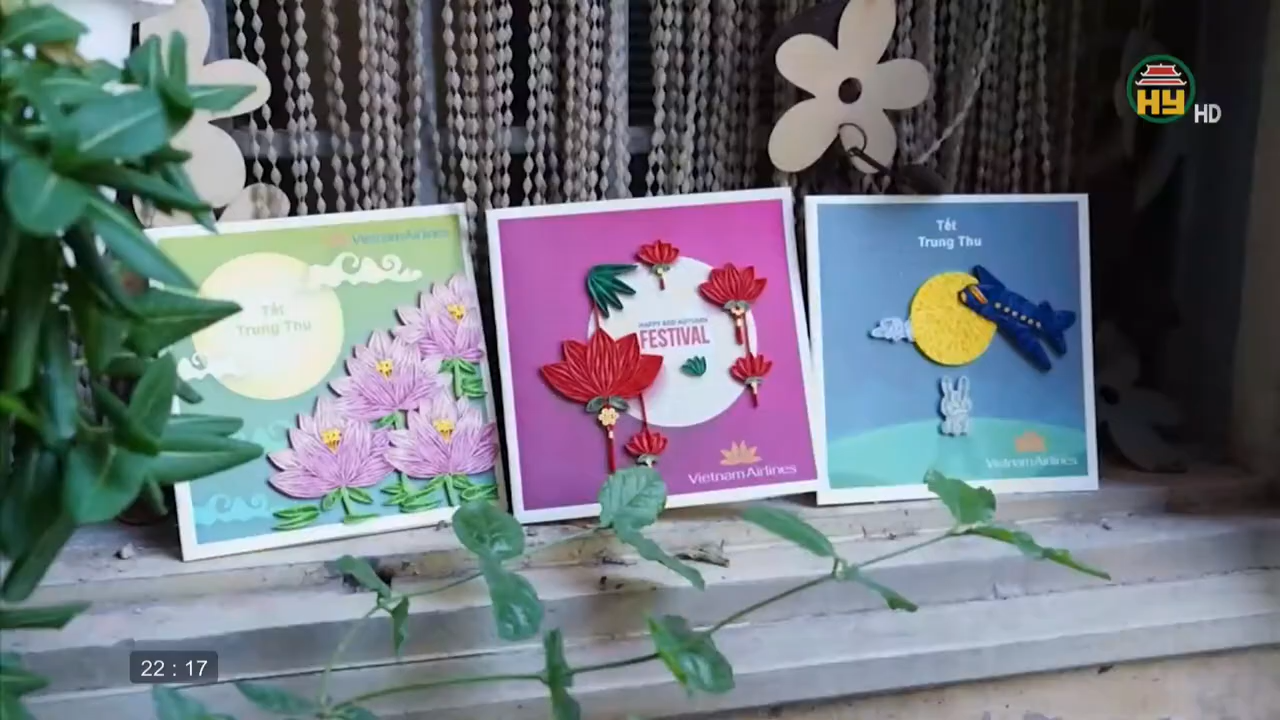 HY HD
Vietnam Airlines
Tết
Trung Thu
HAPPY MID AUTUMN
FESTIVAL
Vietnam Airlines
Tết
Trung Thu
Vietnam Airlines
22 : 17